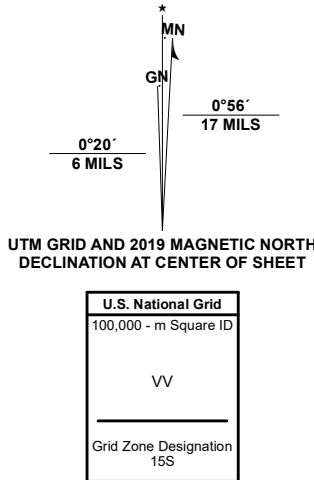 MN
GN
0°56´
17 MILS
0°20´
6 MILS
UTM GRID AND 2019 MAGNETIC NORTH
DECLINATION AT CENTER OF SHEET
U.S. National Grid
100,000 - m Square ID
VV
Grid Zone Designation
15S